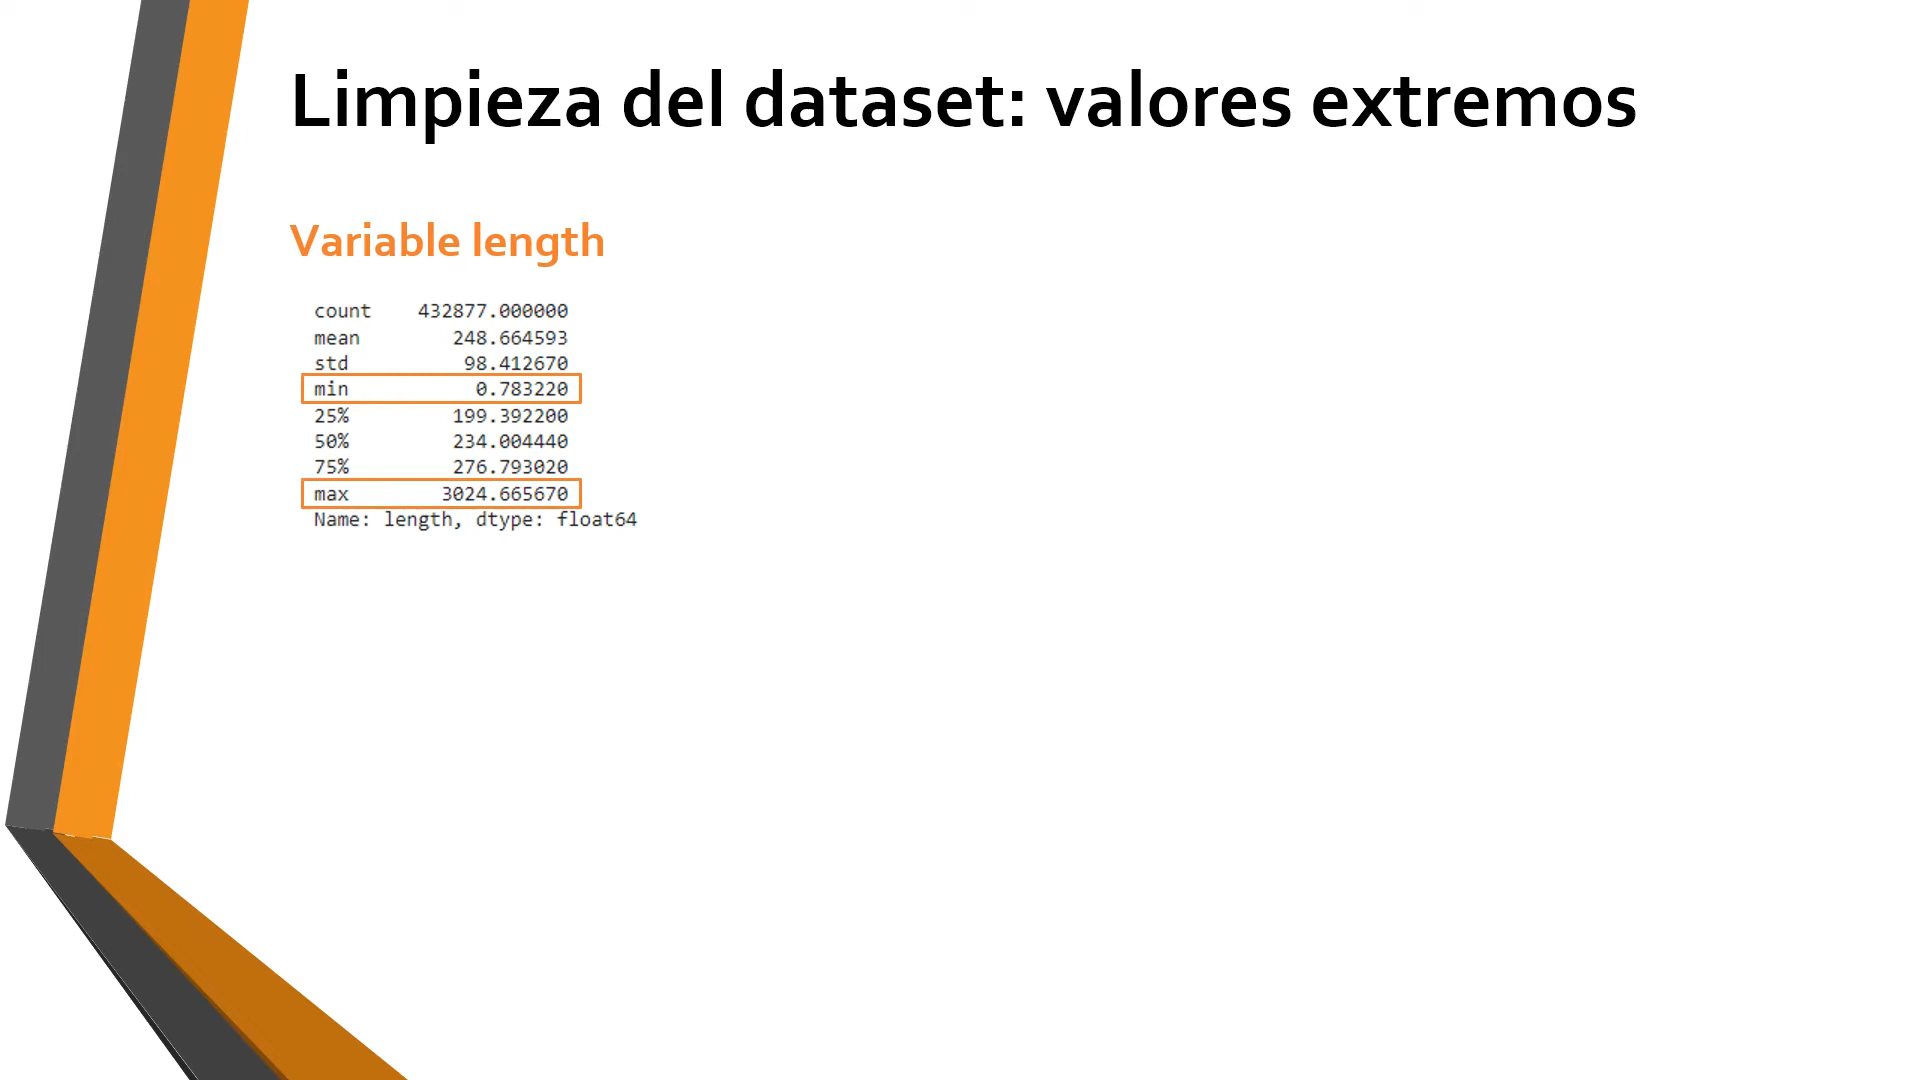 Limpieza del dataset: valores extremos
Variable length
count 432877.000000
mean 248.664593
std 98.412670
min 0.783220
25% 199.392200
50% 234.004440
75% 276.793020
max 3024.665670
Name: length, dtype: float64